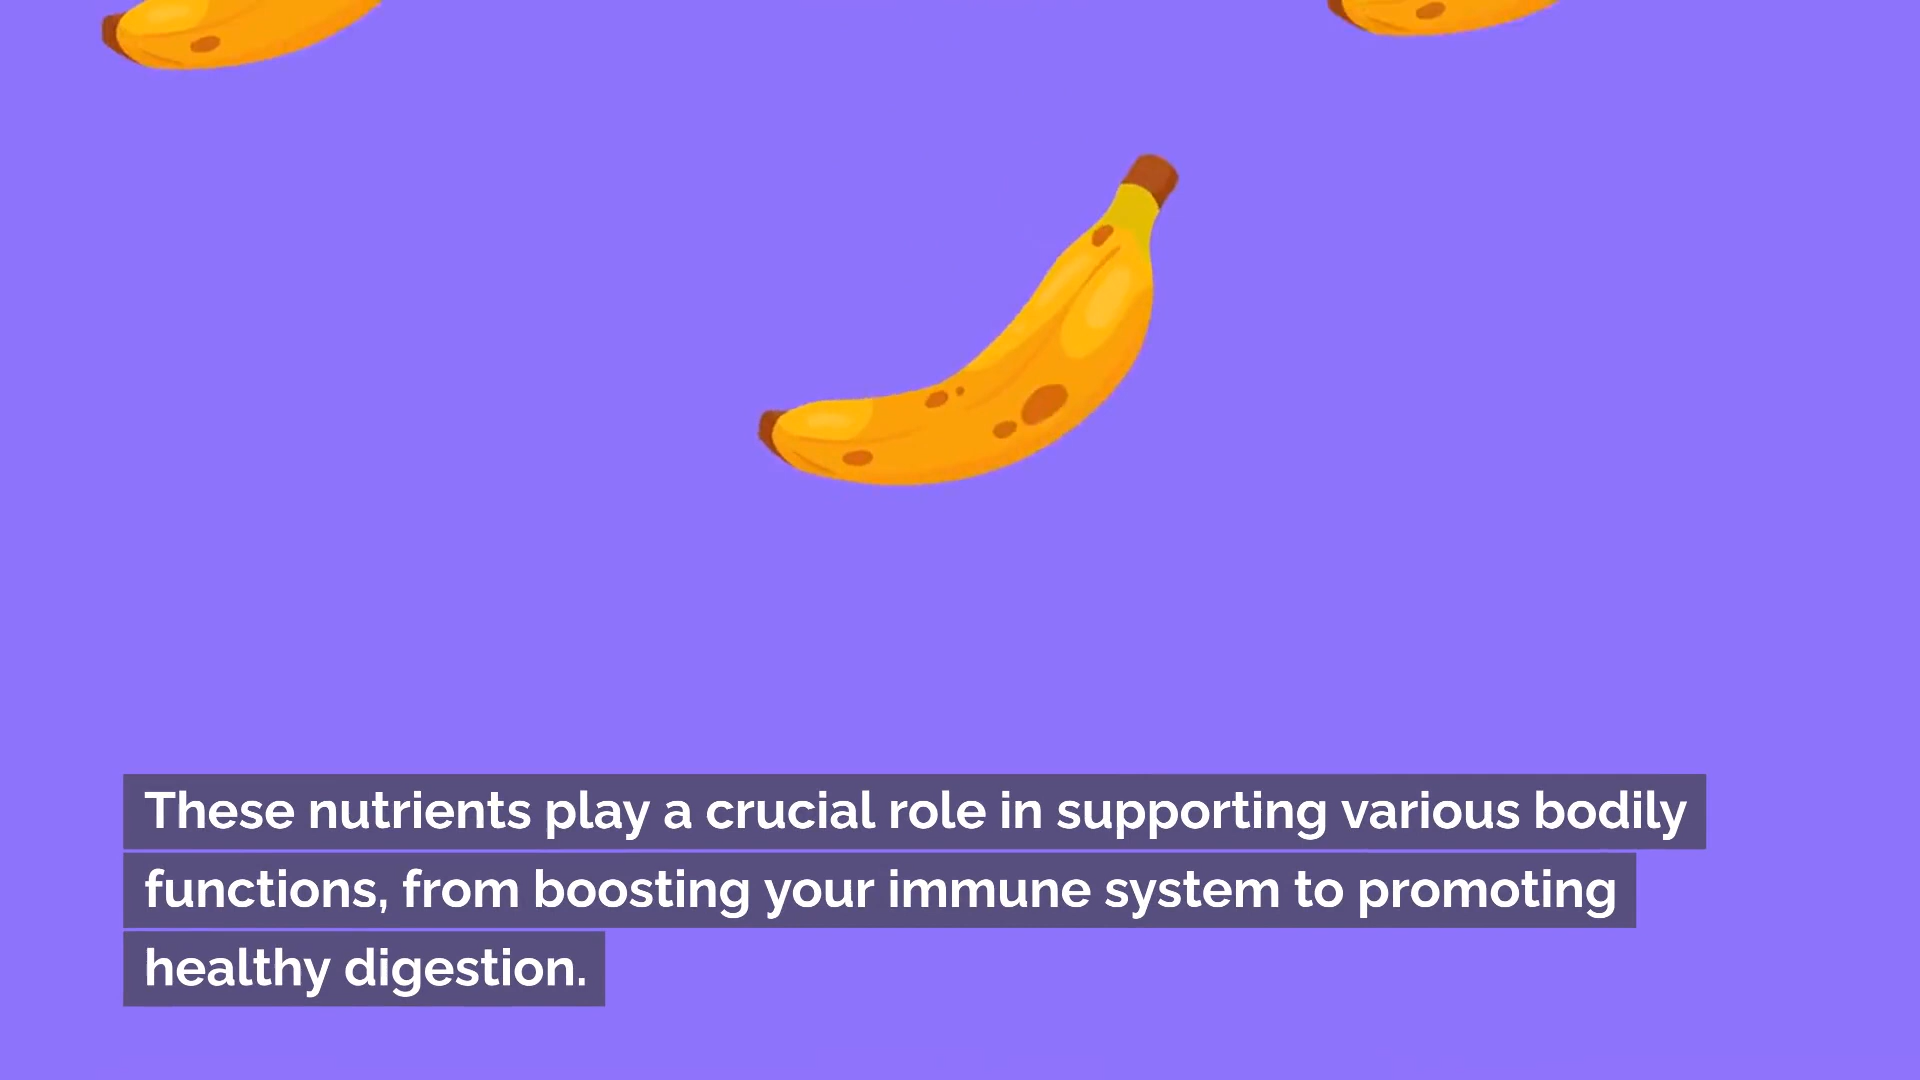 These nutrients play a crucial role in supporting various bodily
functions, from boosting your immune system to promoting
healthy digestion.